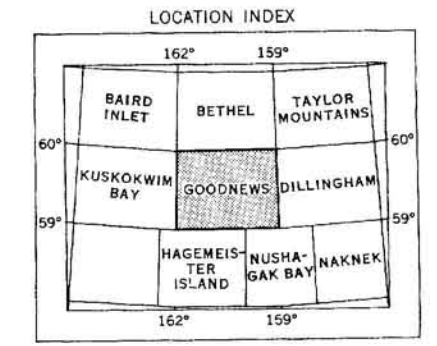 LOCATION INDEX
162° 159°
BAIRD
INLET
BETHEL
TAYLOR
MOUNTAINS
60° 60°
KUSKOKWIM
BAY
GOODNEWS
DILLINGHAM
59° 59°
HAGEMEIS-
TER
ISLAND
NUSHA-
GAK BAY
NAKNEK
162° 159°